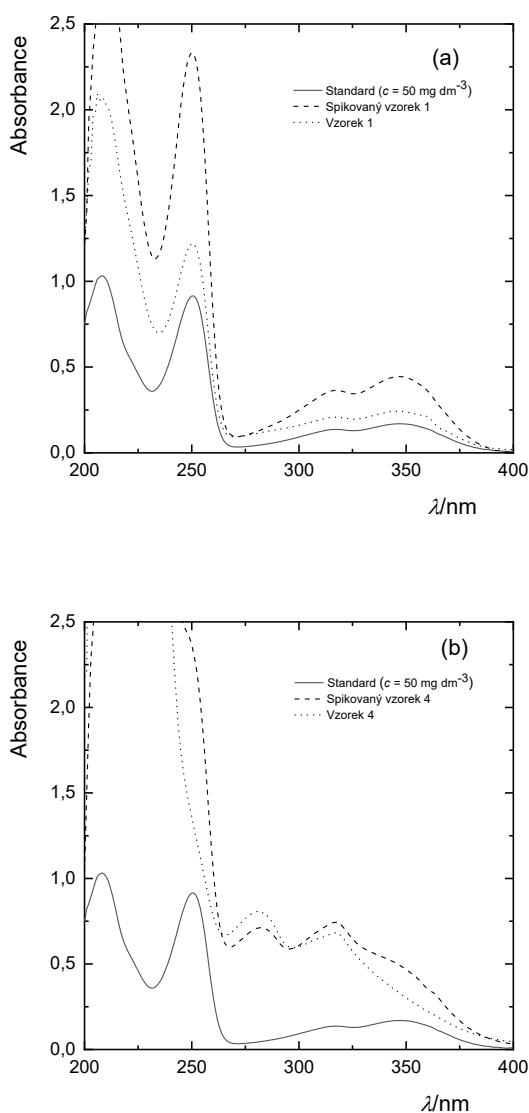 2,5
(a)
Absorbance
Standard (c = 50 mg dm⁻³)
Spikovaný vzorek 1
Vzorek 1
2,0
1,5
1,0
0,5
0,0
200 250 300 350 400
λ/nm
2,5
(b)
Absorbance
Standard (c = 50 mg dm⁻³)
Spikovaný vzorek 4
Vzorek 4
2,0
1,5
1,0
0,5
0,0
200 250 300 350 400
λ/nm